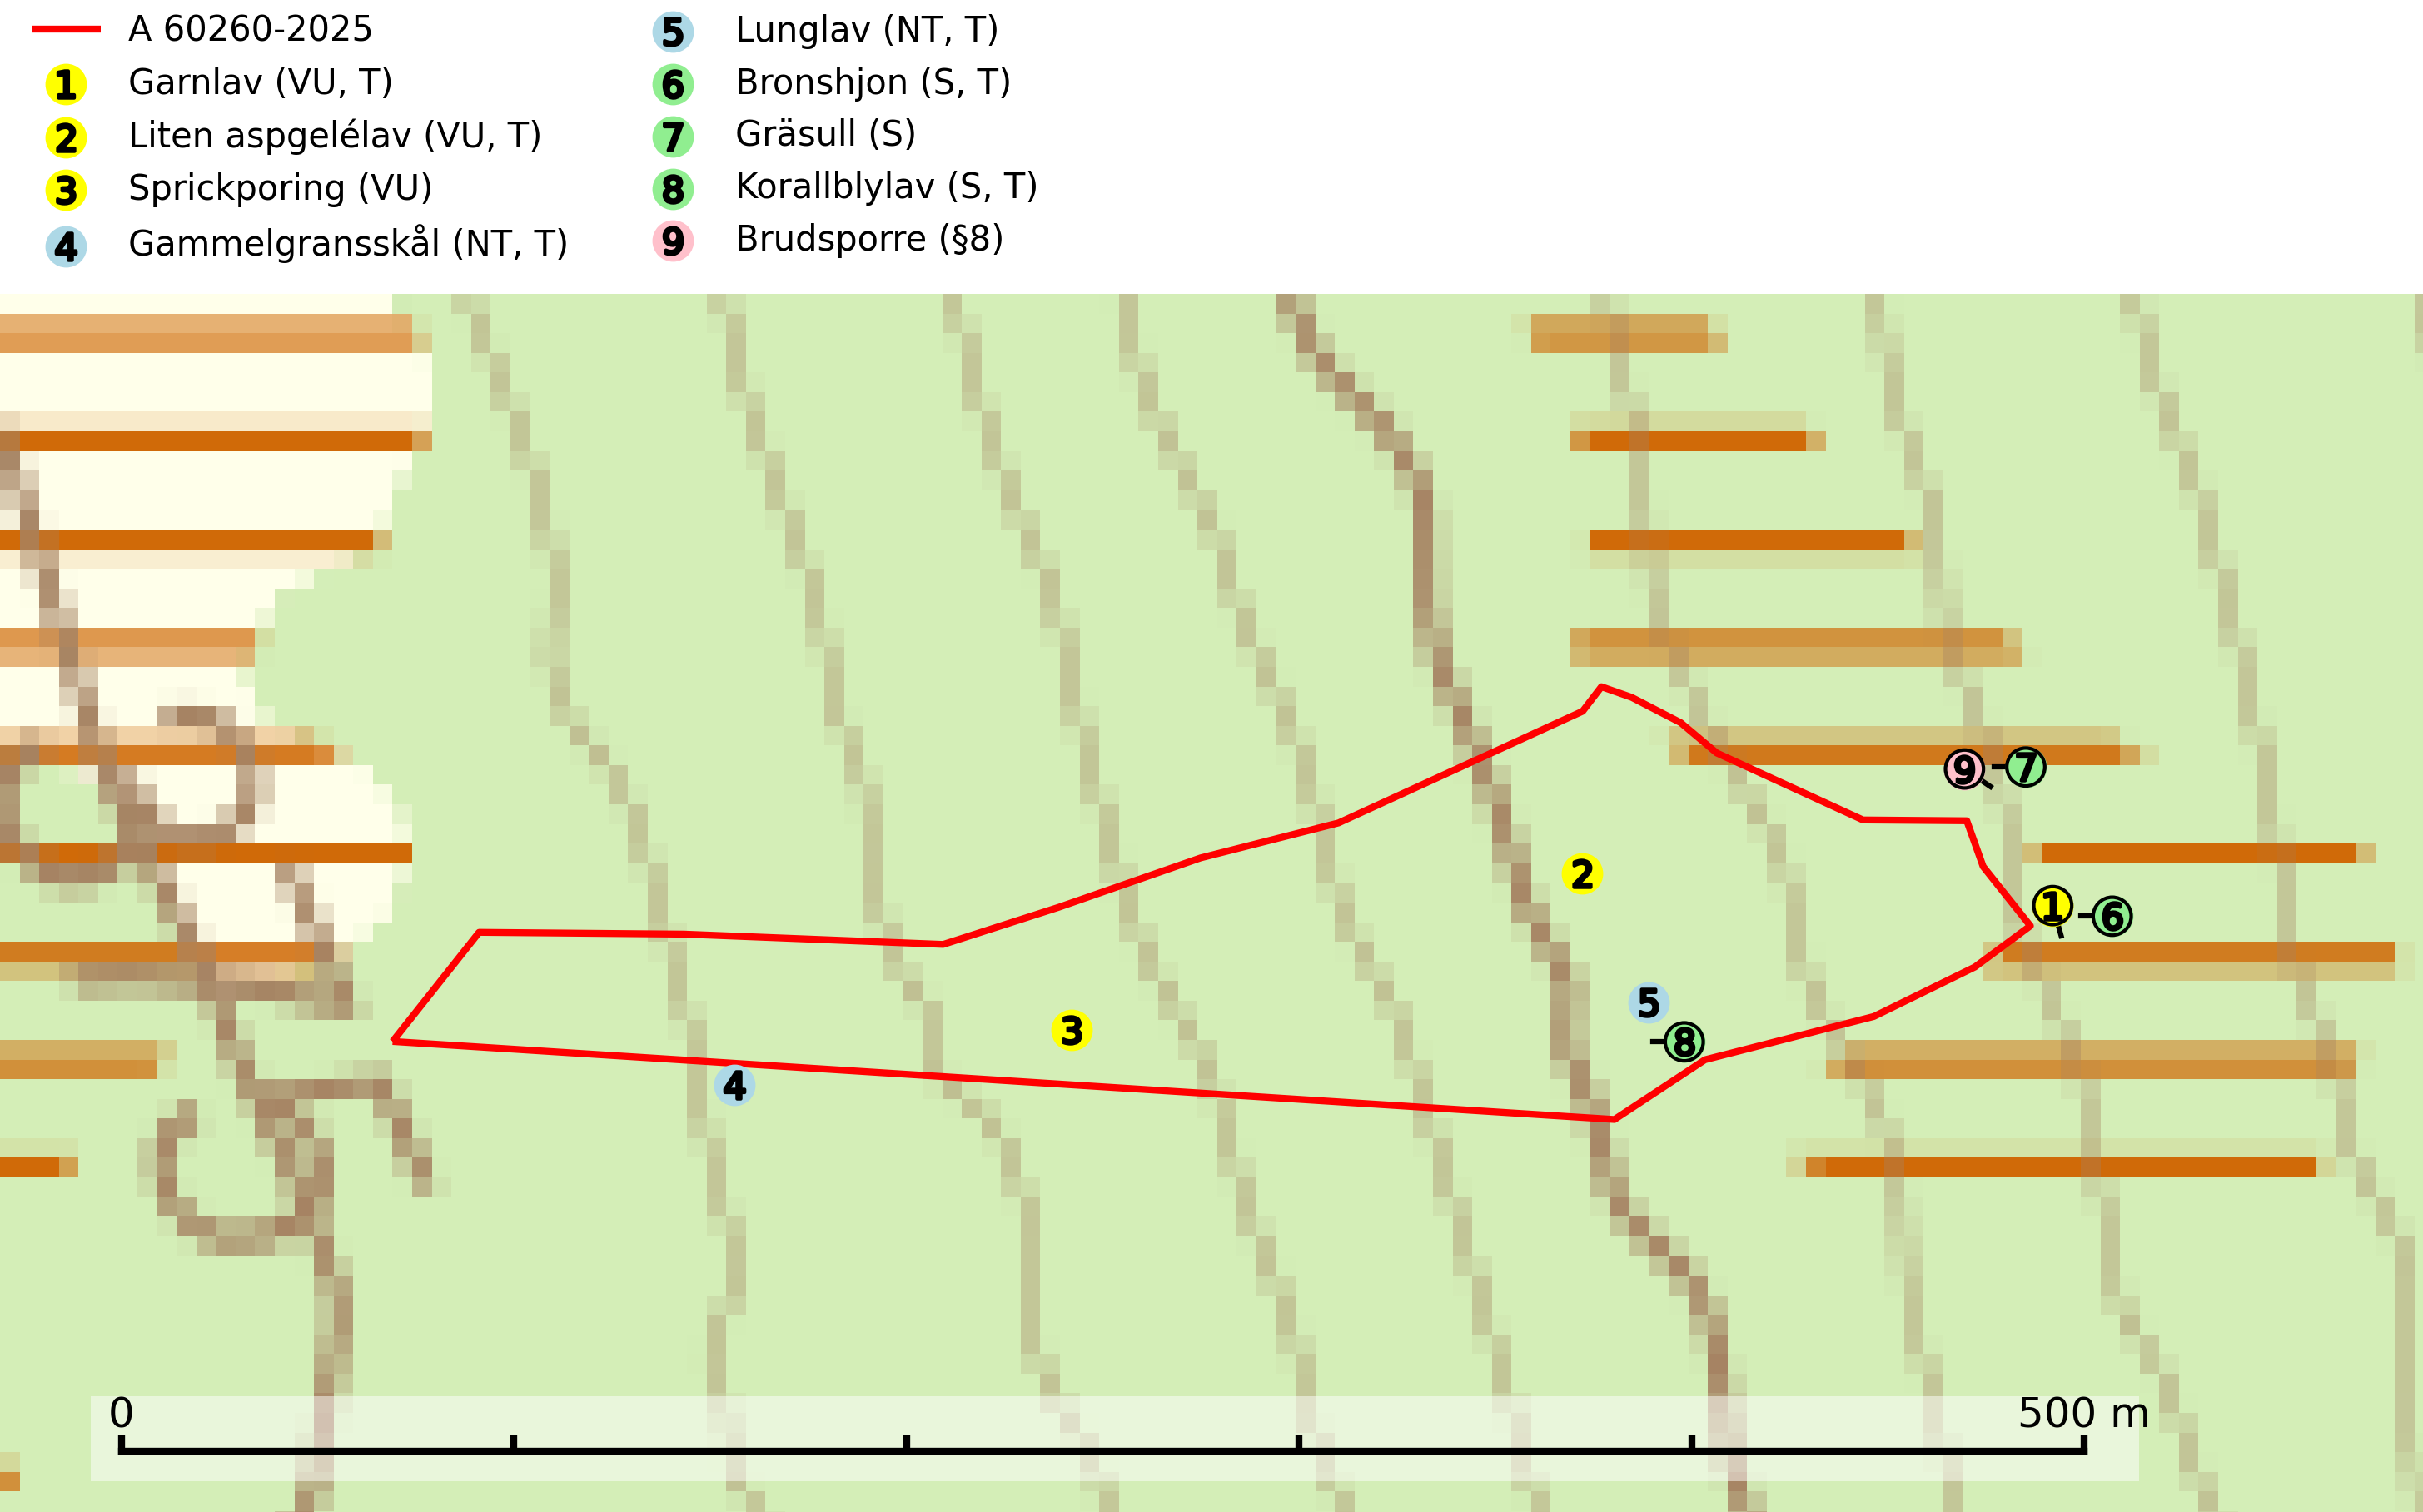 A 60260-2025
1 Garnlav (VU, T)
2 Liten aspgelélav (VU, T)
3 Sprickporing (VU)
4 Gammelgransskål (NT, T)
5 Lunglav (NT, T)
6 Bronshjon (S, T)
7 Gräsull (S)
8 Korallblylav (S, T)
9 Brudsporre (§8)
9 7
2
1 6
5
3
8
4
0 500 m